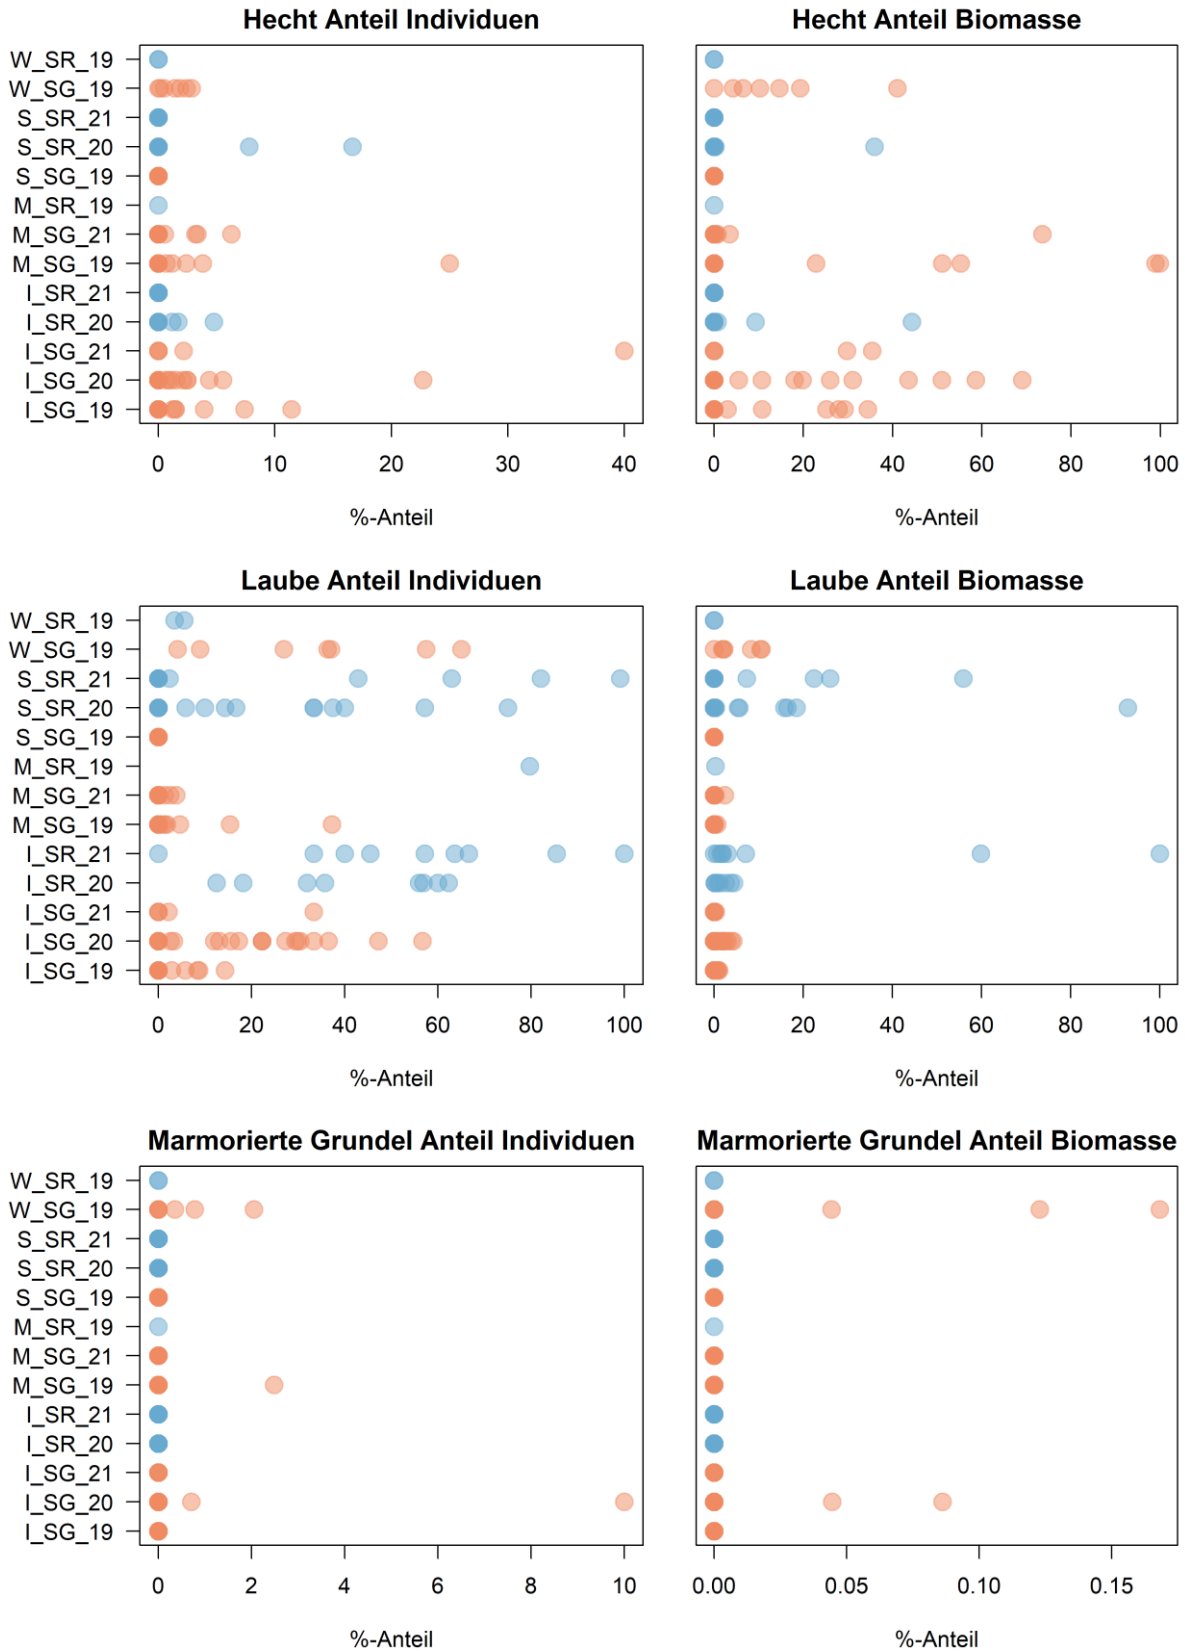 Hecht Anteil Individuen
W_SR_19
W_SG_19
S_SR_21
S_SR_20
S_SG_19
M_SR_19
M_SG_21
M_SG_19
I_SR_21
I_SR_20
I_SG_21
I_SG_20
I_SG_19
0 10 20 30 40
%-Anteil
Hecht Anteil Biomasse
0 20 40 60 80 100
%-Anteil
Laube Anteil Individuen
W_SR_19
W_SG_19
S_SR_21
S_SR_20
S_SG_19
M_SR_19
M_SG_21
M_SG_19
I_SR_21
I_SR_20
I_SG_21
I_SG_20
I_SG_19
0 20 40 60 80 100
%-Anteil
Laube Anteil Biomasse
0 20 40 60 80 100
%-Anteil
Marmorierte Grundel Anteil Individuen
W_SR_19
W_SG_19
S_SR_21
S_SR_20
S_SG_19
M_SR_19
M_SG_21
M_SG_19
I_SR_21
I_SR_20
I_SG_21
I_SG_20
I_SG_19
0 2 4 6 8 10
%-Anteil
Marmorierte Grundel Anteil Biomasse
0.00 0.05 0.10 0.15
%-Anteil